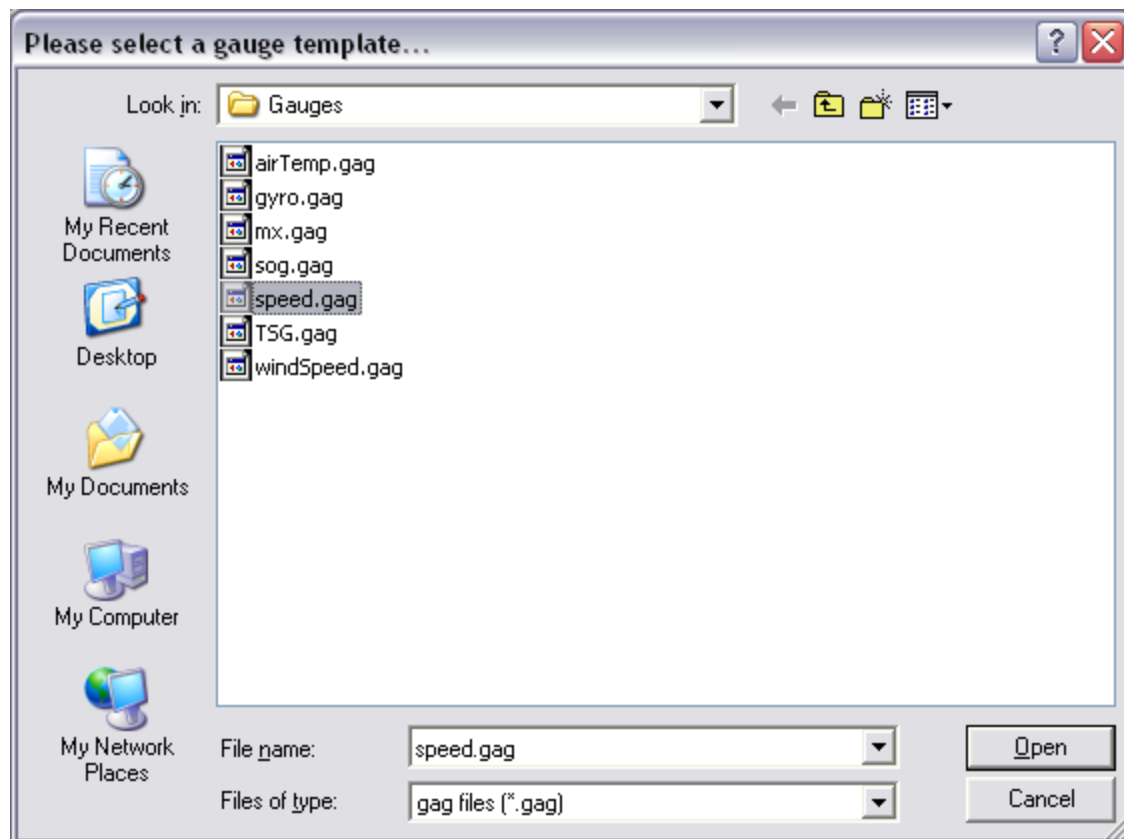 Please select a gauge template...
Look in:
Gauges
airTemp.gag
gyro.gag
mx.gag
sog.gag
speed.gag
TSG.gag
windSpeed.gag
My Recent
Documents
Desktop
My Documents
My Computer
My Network
Places
File name:
speed.gag
Open
Files of type:
gag files (*.gag)
Cancel